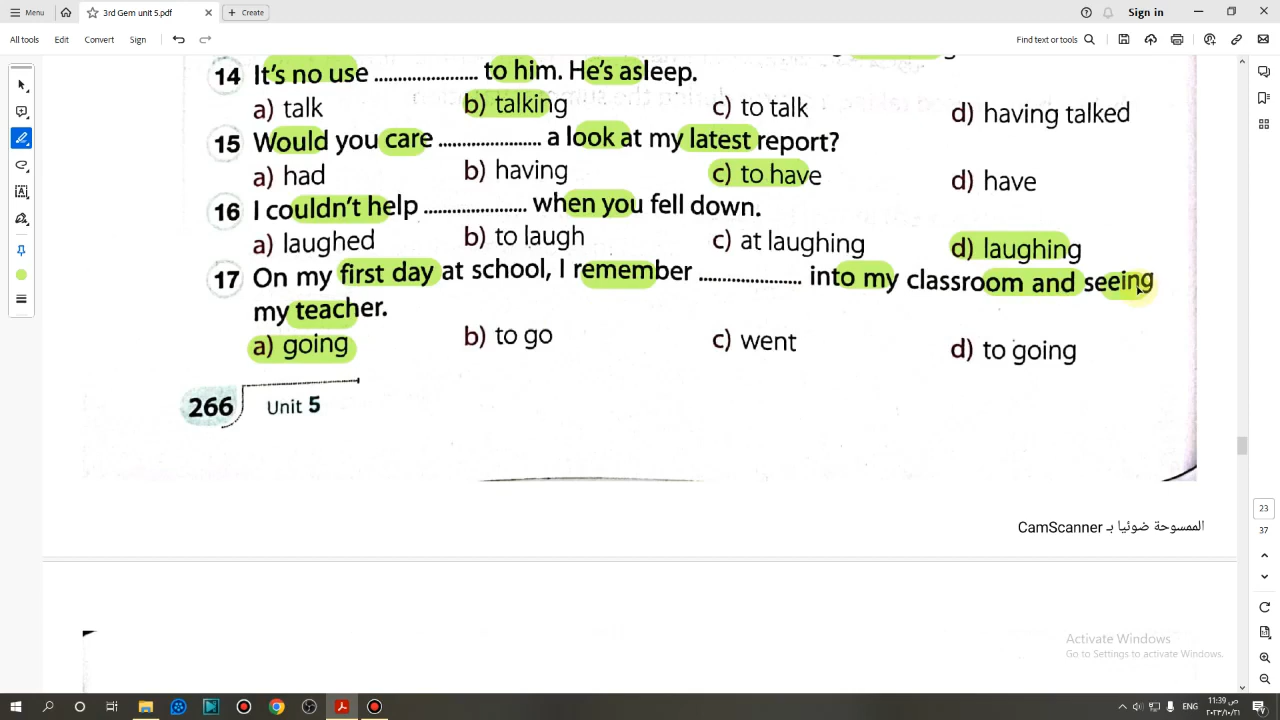 Menu
3rd Gem unit 5.pdf
Create
Sign in
All tools Edit Convert Sign
Find text or tools
14 It's no use .................... to him. He's asleep.
a) talk b) talking c) to talk d) having talked
15 Would you care .................... a look at my latest report?
a) had b) having c) to have d) have
16 I couldn't help .................... when you fell down.
a) laughed b) to laugh c) at laughing d) laughing
17 On my first day at school, I remember .................... into my classroom and seeing
my teacher.
a) going b) to go c) went d) to going
266 Unit 5
الممسوحة ضوئيا بـ CamScanner
23
37
Activate Windows
Go to Settings to activate Windows.
ENG
11:39 ص